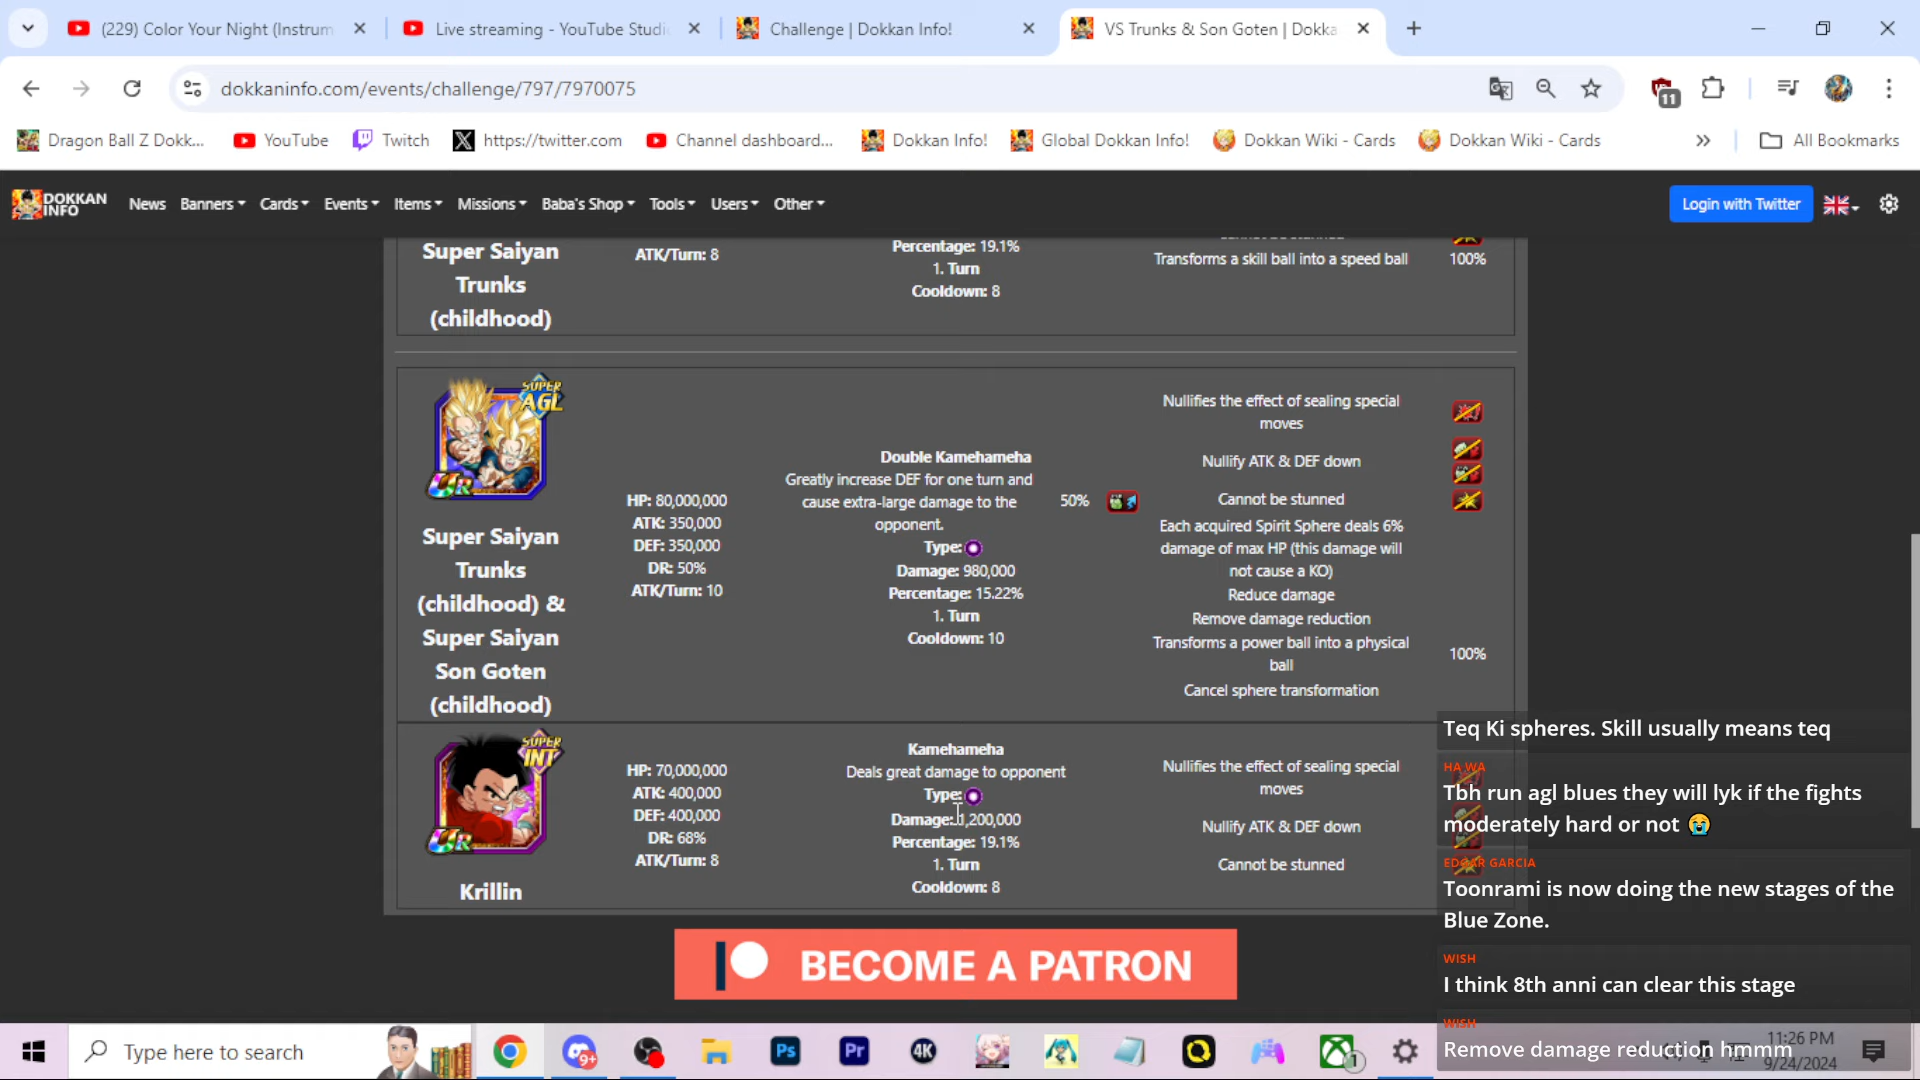 (229) Color Your Night (Instrum
Live streaming - YouTube Studi
Challenge | Dokkan Info!
VS Trunks & Son Goten | Dokka
dokkaninfo.com/events/challenge/797/7970075
11
Dragon Ball Z Dokk...
YouTube
Twitch
https://twitter.com
Channel dashboard...
Dokkan Info!
Global Dokkan Info!
Dokkan Wiki - Cards
Dokkan Wiki - Cards
All Bookmarks
DOKKAN
INFO
News
Banners
Cards
Events
Items
Missions
Baba's Shop
Tools
Users
Other
Login with Twitter
Super Saiyan
Trunks
(childhood)
ATK/Turn: 8
Percentage: 19.1%
1. Turn
Cooldown: 8
Transforms a skill ball into a speed ball
100%
SUPER
AGL
UR
Super Saiyan
Trunks
(childhood) &
Super Saiyan
Son Goten
(childhood)
HP: 80,000,000
ATK: 350,000
DEF: 350,000
DR: 50%
ATK/Turn: 10
Double Kamehameha
Greatly increase DEF for one turn and
cause extra-large damage to the
opponent.
Type:
Damage: 980,000
Percentage: 15.22%
1. Turn
Cooldown: 10
50%
Nullifies the effect of sealing special
moves
Nullify ATK & DEF down
Cannot be stunned
Each acquired Spirit Sphere deals 6%
damage of max HP (this damage will
not cause a KO)
Reduce damage
Remove damage reduction
Transforms a power ball into a physical
ball
100%
Cancel sphere transformation
SUPER
INT
UR
Krillin
HP: 70,000,000
ATK: 400,000
DEF: 400,000
DR: 68%
ATK/Turn: 8
Kamehameha
Deals great damage to opponent
Type:
Damage: 1,200,000
Percentage: 19.1%
1. Turn
Cooldown: 8
Nullifies the effect of sealing special
moves
Nullify ATK & DEF down
Cannot be stunned
BECOME A PATRON
Teq Ki spheres. Skill usually means teq
HA WA
Tbh run agl blues they will lyk if the fights
moderately hard or not 😭
EDGAR GARCIA
Toonrami is now doing the new stages of the
Blue Zone.
WISH
I think 8th anni can clear this stage
WISH
Remove damage reduction hmmm
Type here to search
9+
Ps
Pr
4K
1
11:26 PM
9/24/2024